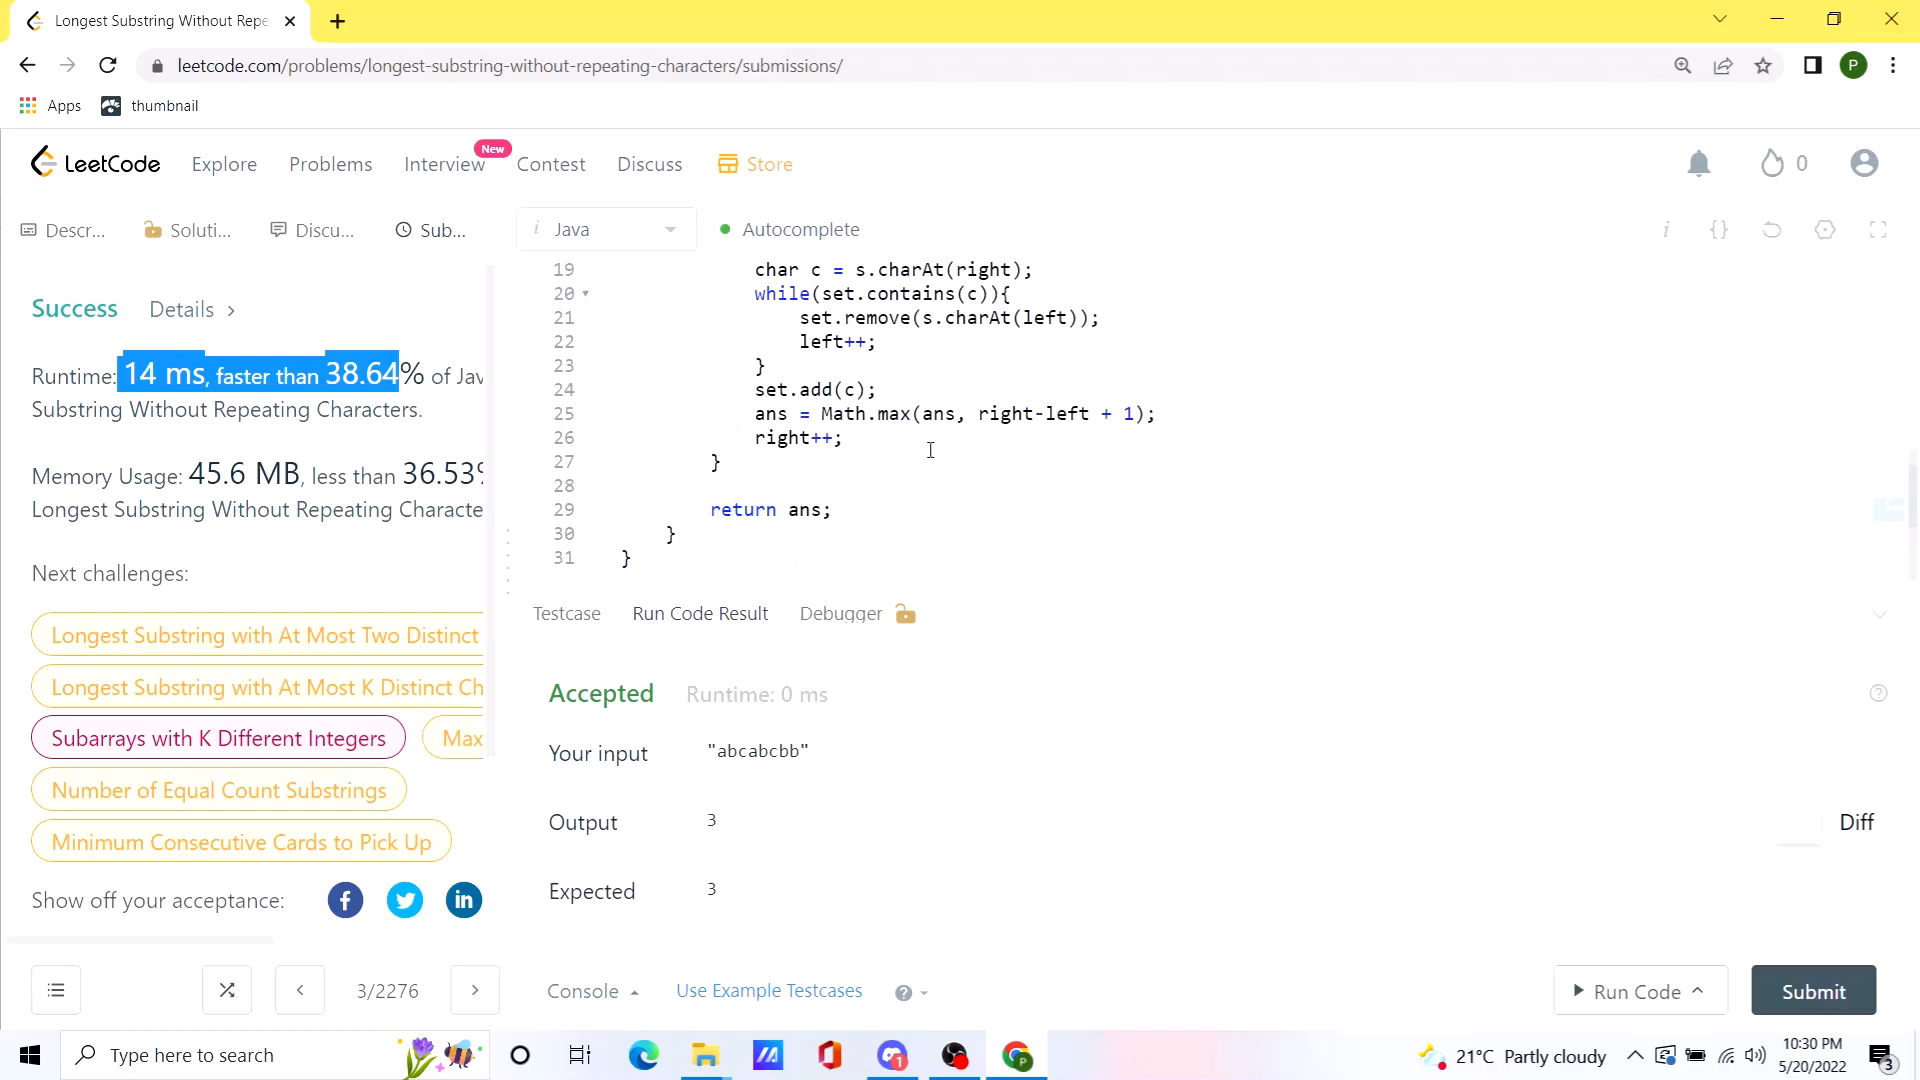 Longest Substring Without Repe
leetcode.com/problems/longest-substring-without-repeating-characters/submissions/
P
Apps
thumbnail
LeetCode
Explore
Problems
Interview
New
Contest
Discuss
Store
0
Descr...
Soluti...
Discu...
Sub...
i Java
Autocomplete
i
{}
Success
Details >
Runtime: 14 ms, faster than 38.64% of Jav
Substring Without Repeating Characters.
Memory Usage: 45.6 MB, less than 36.53%
Longest Substring Without Repeating Characte
Next challenges:
Longest Substring with At Most Two Distinct
Longest Substring with At Most K Distinct Ch
Subarrays with K Different Integers
Max
Number of Equal Count Substrings
Minimum Consecutive Cards to Pick Up
Show off your acceptance:
19 char c = s.charAt(right);
20 while(set.contains(c)){
21 set.remove(s.charAt(left));
22 left++;
23 }
24 set.add(c);
25 ans = Math.max(ans, right-left + 1);
26 right++;
27 }
28
29 return ans;
30 }
31 }
Testcase
Run Code Result
Debugger
Accepted
Runtime: 0 ms
Your input
"abcabcbb"
Output
3
Diff
Expected
3
3/2276
Console
Use Example Testcases
Run Code
Submit
Type here to search
1
21°C Partly cloudy
10:30 PM
5/20/2022
3